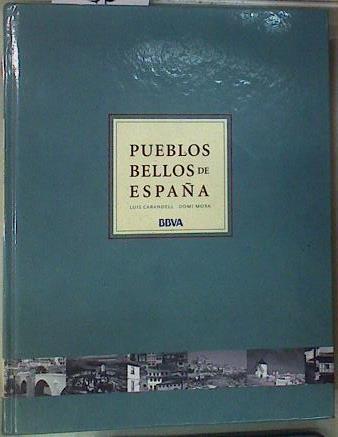 PUEBLOS
BELLOS DE
ESPAÑA
LUIS CARANDELL DOMI MORA
BBVA